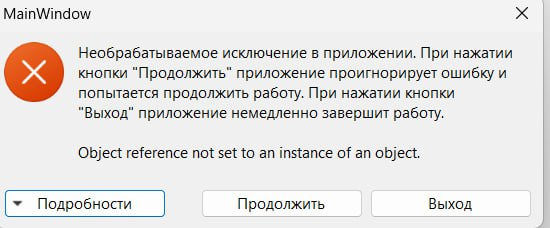 MainWindow
Необрабатываемое исключение в приложении. При нажатии
кнопки "Продолжить" приложение проигнорирует ошибку и
попытается продолжить работу. При нажатии кнопки
"Выход" приложение немедленно завершит работу.
Object reference not set to an instance of an object.
Подробности
Продолжить
Выход